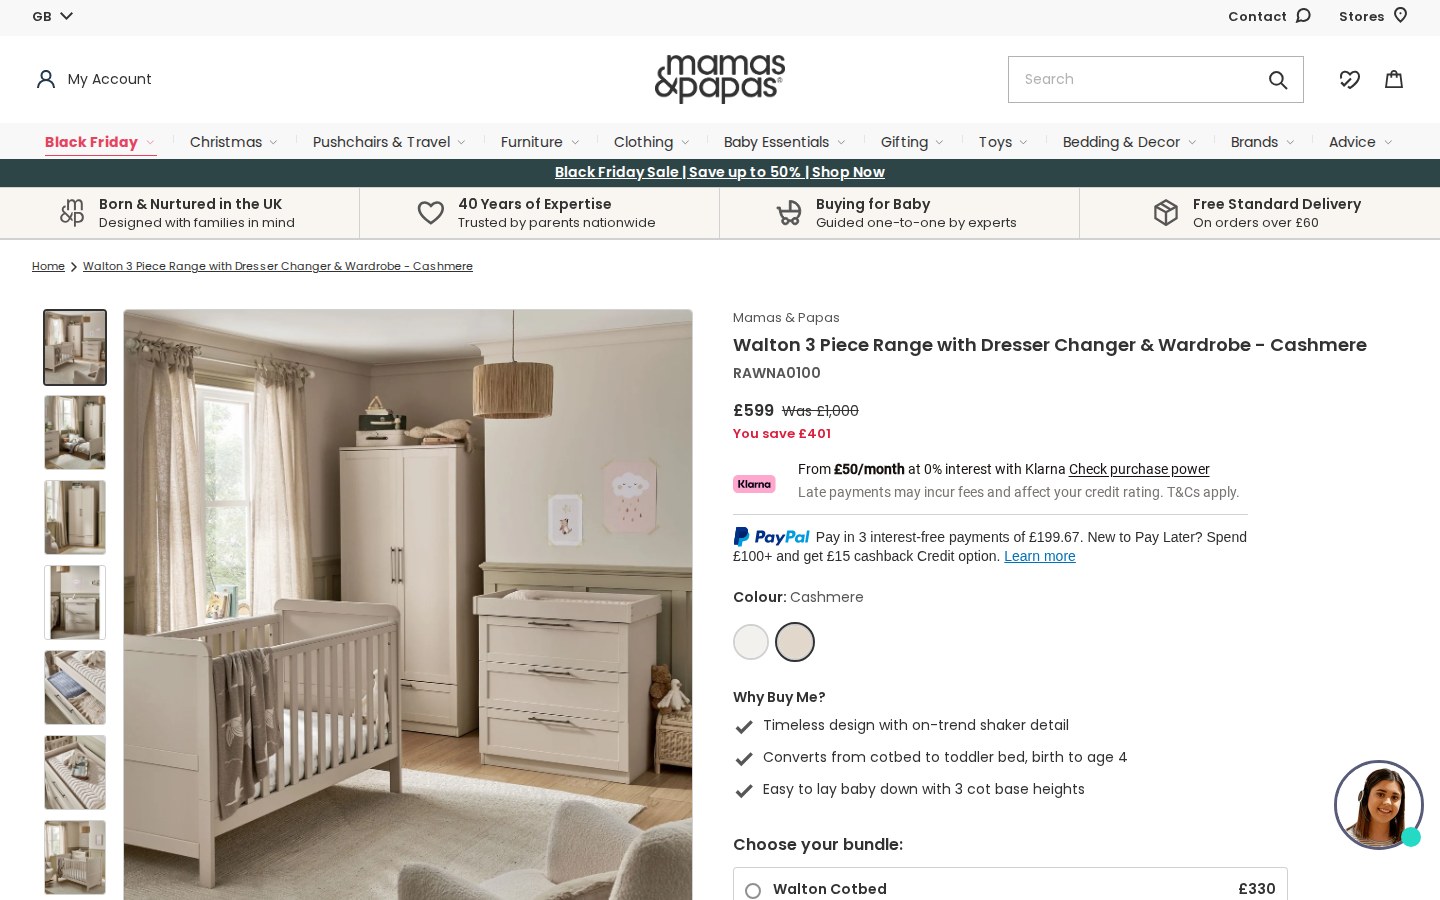 GB
Contact
Stores
My Account
mamas
&papas
Search
Black Friday
Christmas
Pushchairs & Travel
Furniture
Clothing
Baby Essentials
Gifting
Toys
Bedding & Decor
Brands
Advice
Black Friday Sale | Save up to 50% | Shop Now
m&p
Born & Nurtured in the UK
Designed with families in mind
40 Years of Expertise
Trusted by parents nationwide
Buying for Baby
Guided one-to-one by experts
Free Standard Delivery
On orders over £60
Home
Walton 3 Piece Range with Dresser Changer & Wardrobe - Cashmere
Mamas & Papas
Walton 3 Piece Range with Dresser Changer & Wardrobe - Cashmere
RAWNA0100
£599 Was £1,000
You save £401
Klarna
From £50/month at 0% interest with Klarna Check purchase power
Late payments may incur fees and affect your credit rating. T&Cs apply.
PayPal Pay in 3 interest-free payments of £199.67. New to Pay Later? Spend
£100+ and get £15 cashback Credit option. Learn more
Colour: Cashmere
Why Buy Me?
Timeless design with on-trend shaker detail
Converts from cotbed to toddler bed, birth to age 4
Easy to lay baby down with 3 cot base heights
Choose your bundle:
Walton Cotbed £330